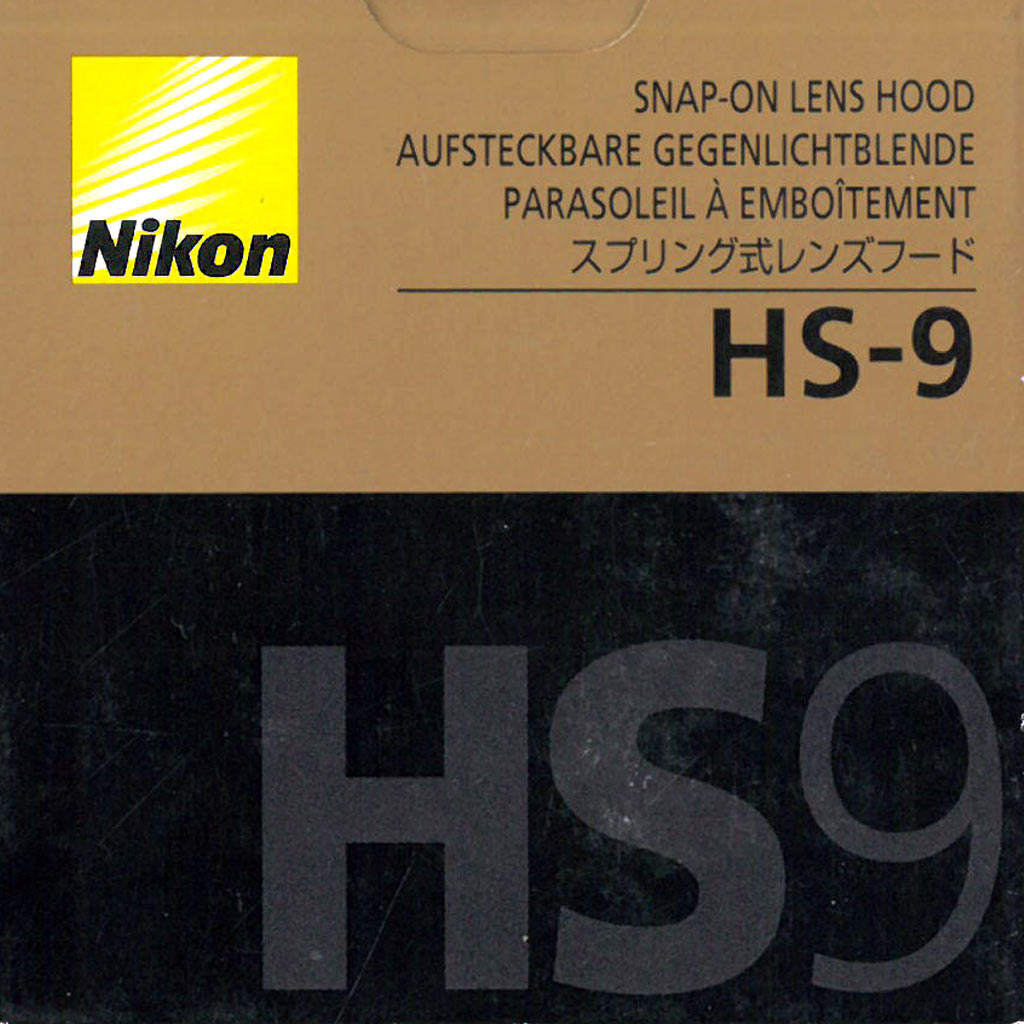 Nikon
SNAP-ON LENS HOOD
AUFSTECKBARE GEGENLICHTBLENDE
PARASOLEIL À EMBOÎTEMENT
スプリング式レンズフード
HS-9
HS9